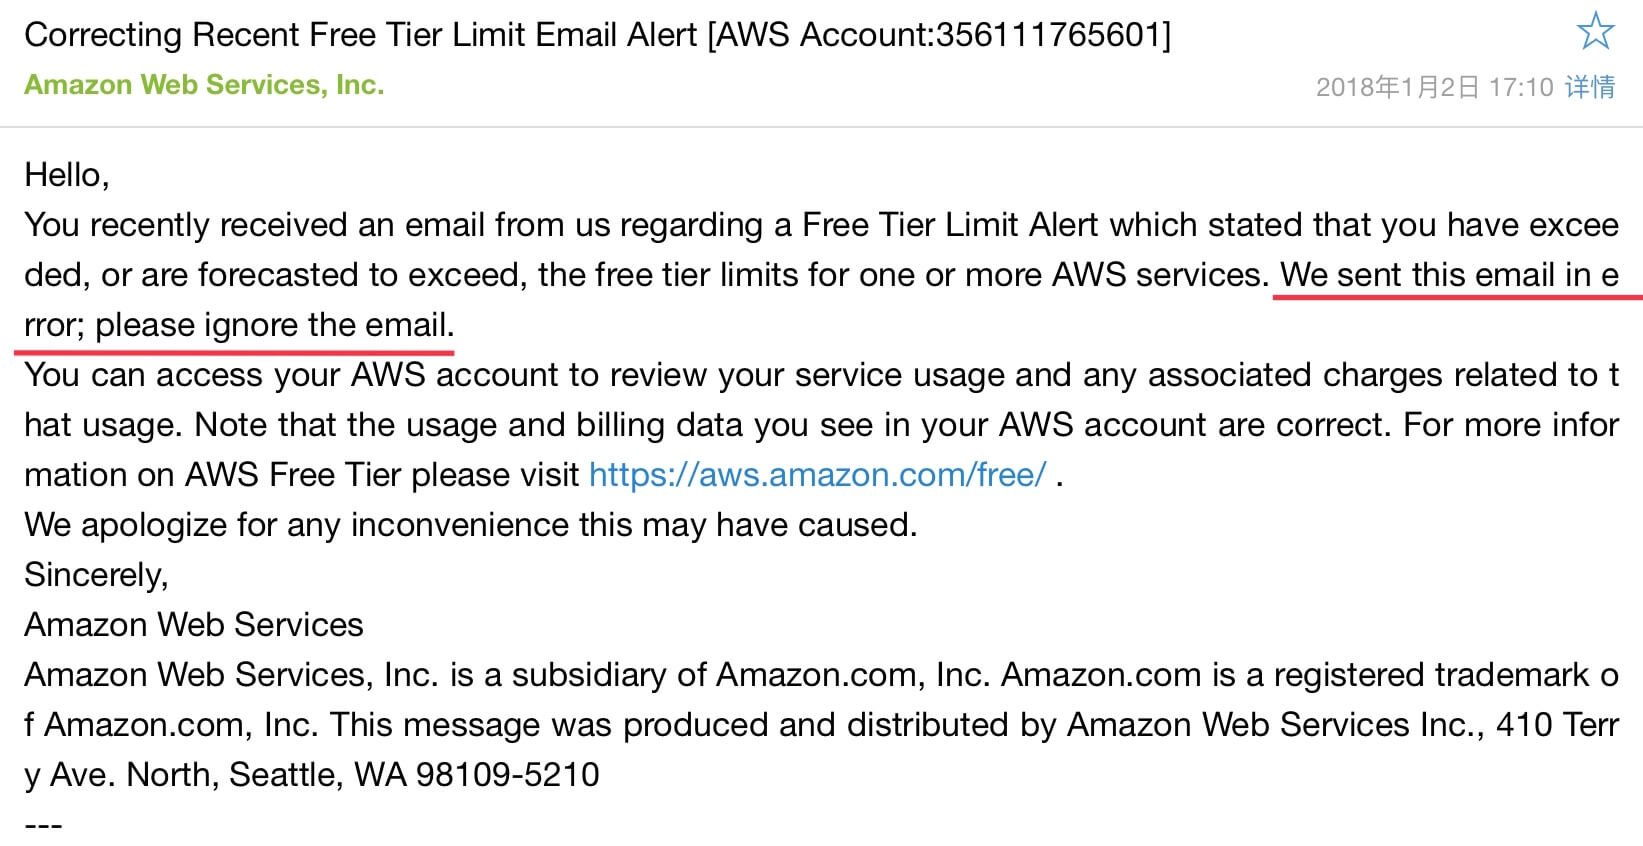 Correcting Recent Free Tier Limit Email Alert [AWS Account:356111765601]
Amazon Web Services, Inc.
2018年1月2日 17:10 详情
Hello,
You recently received an email from us regarding a Free Tier Limit Alert which stated that you have excee
ded, or are forecasted to exceed, the free tier limits for one or more AWS services. We sent this email in e
rror; please ignore the email.
You can access your AWS account to review your service usage and any associated charges related to t
hat usage. Note that the usage and billing data you see in your AWS account are correct. For more infor
mation on AWS Free Tier please visit https://aws.amazon.com/free/ .
We apologize for any inconvenience this may have caused.
Sincerely,
Amazon Web Services
Amazon Web Services, Inc. is a subsidiary of Amazon.com, Inc. Amazon.com is a registered trademark o
f Amazon.com, Inc. This message was produced and distributed by Amazon Web Services Inc., 410 Terr
y Ave. North, Seattle, WA 98109-5210
---